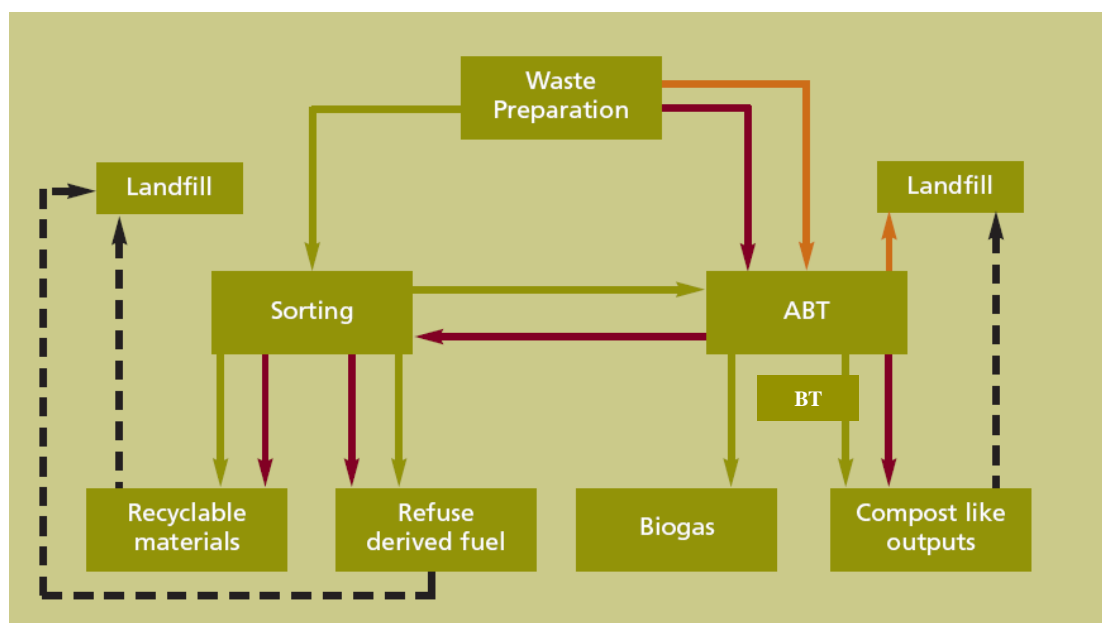 Waste
Preparation
Landfill
Landfill
Sorting
ABT
BT
Recyclable
materials
Refuse
derived fuel
Biogas
Compost like
outputs